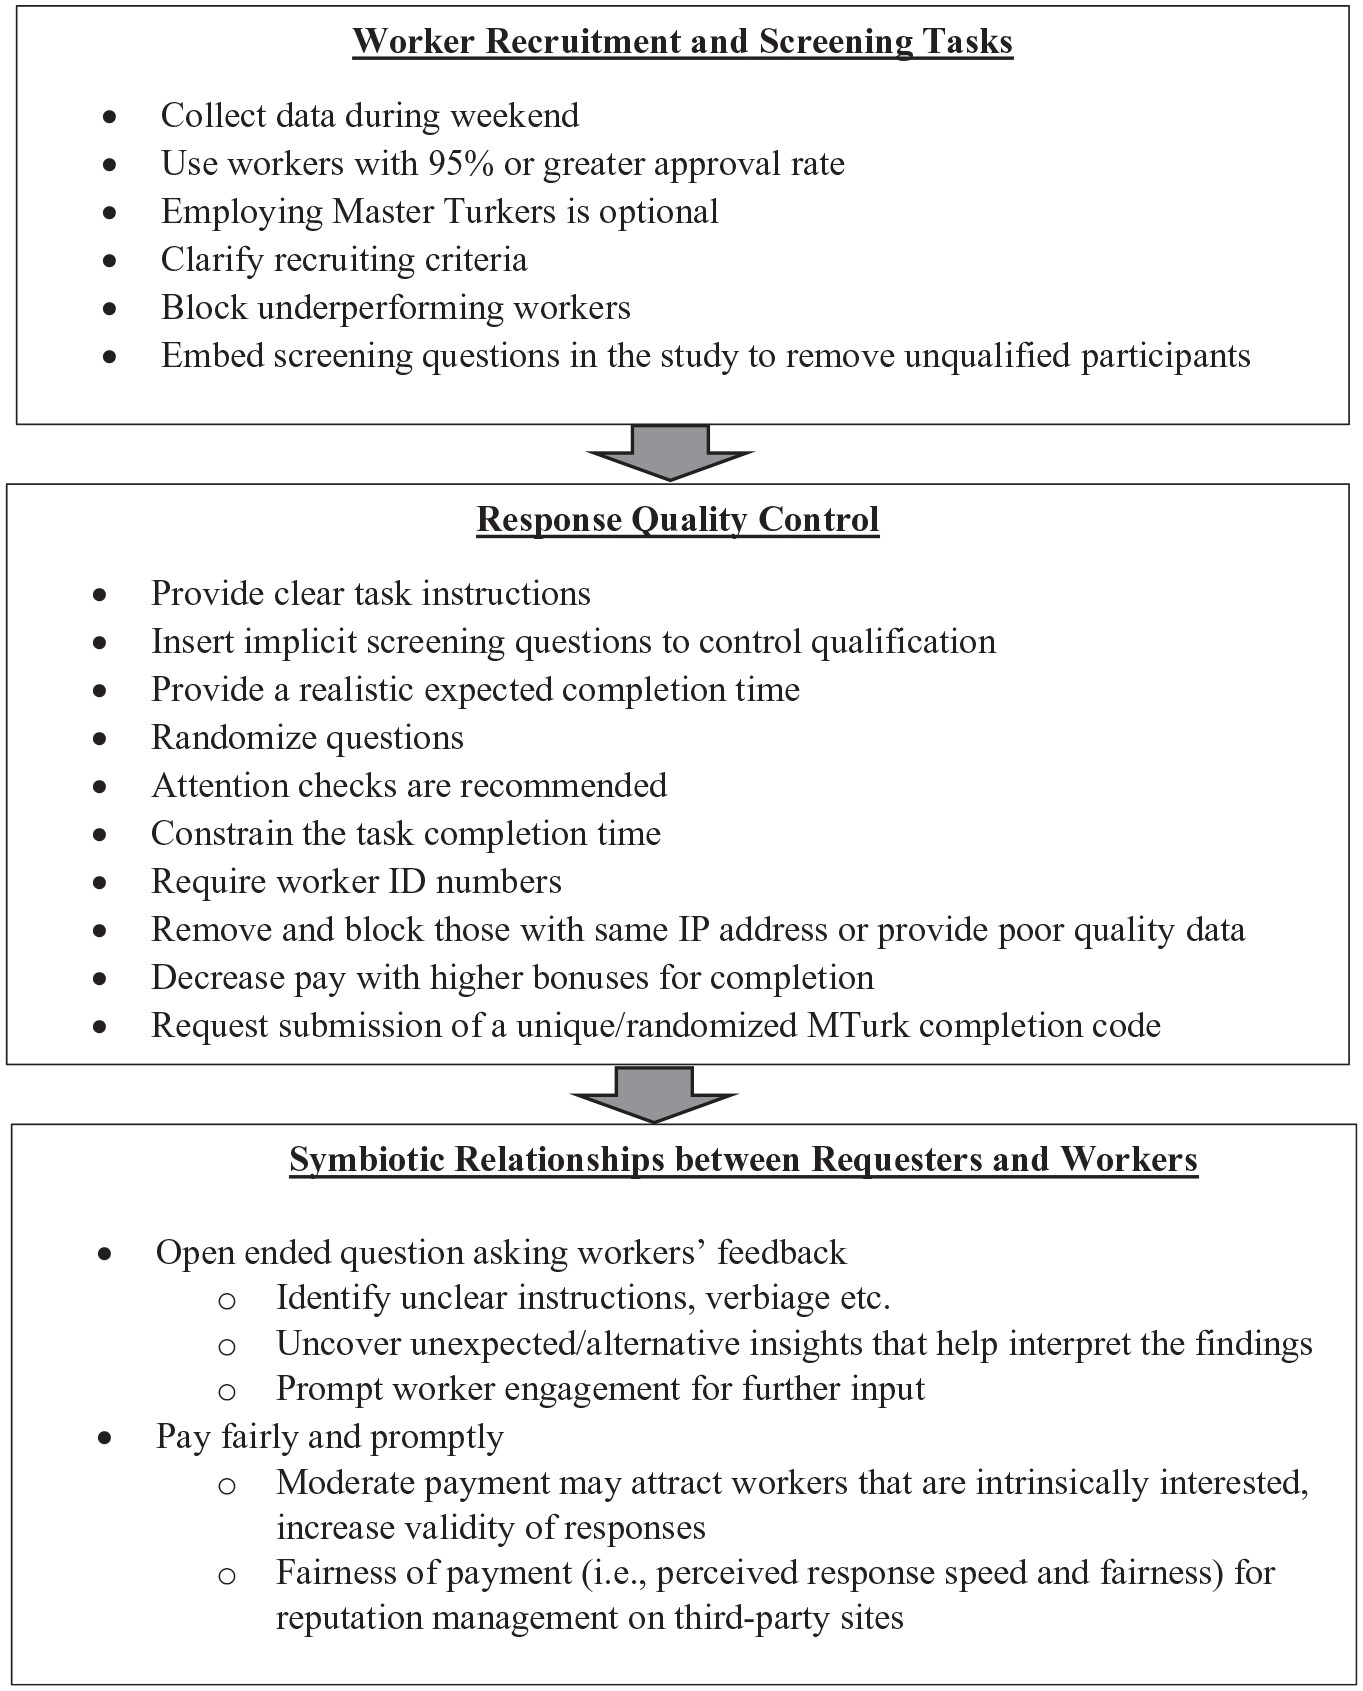 Worker Recruitment and Screening Tasks
• Collect data during weekend
• Use workers with 95% or greater approval rate
• Employing Master Turkers is optional
• Clarify recruiting criteria
• Block underperforming workers
• Embed screening questions in the study to remove unqualified participants
Response Quality Control
• Provide clear task instructions
• Insert implicit screening questions to control qualification
• Provide a realistic expected completion time
• Randomize questions
• Attention checks are recommended
• Constrain the task completion time
• Require worker ID numbers
• Remove and block those with same IP address or provide poor quality data
• Decrease pay with higher bonuses for completion
• Request submission of a unique/randomized MTurk completion code
Symbiotic Relationships between Requesters and Workers
• Open ended question asking workers’ feedback
o Identify unclear instructions, verbiage etc.
o Uncover unexpected/alternative insights that help interpret the findings
o Prompt worker engagement for further input
• Pay fairly and promptly
o Moderate payment may attract workers that are intrinsically interested,
increase validity of responses
o Fairness of payment (i.e., perceived response speed and fairness) for
reputation management on third-party sites